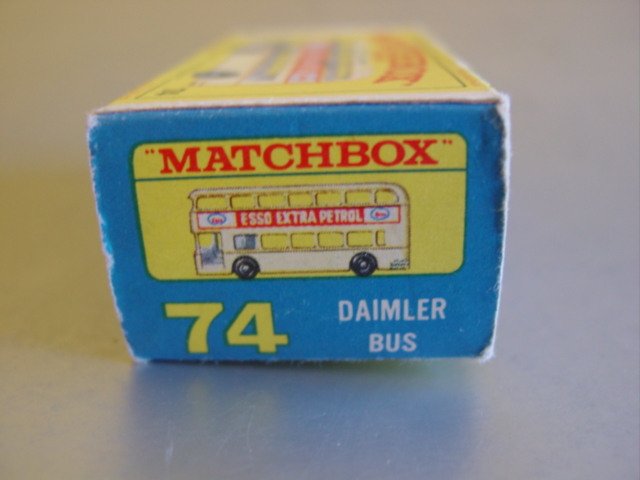 "MATCHBOX"
ESSO EXTRA PETROL
74 DAIMLER
BUS